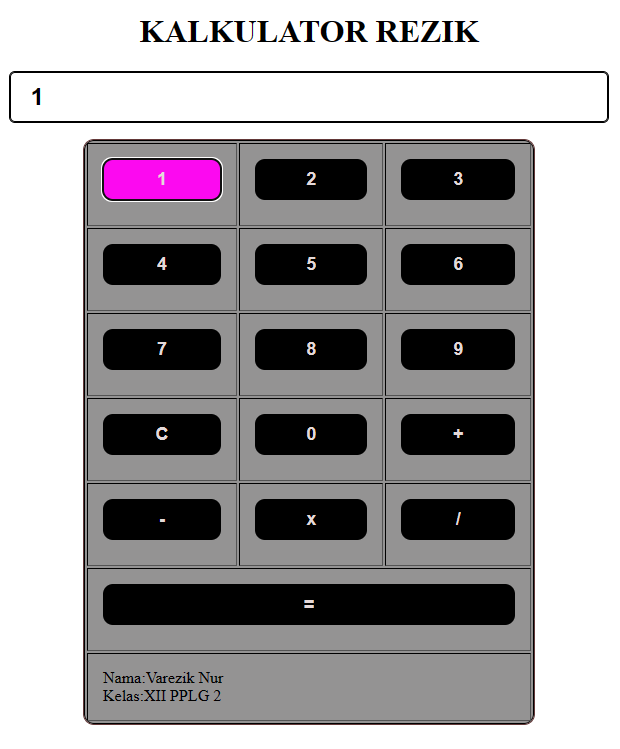 KALKULATOR REZIK
1
1 2 3
4 5 6
7 8 9
C 0 +
- x /
=
Nama:Varezik Nur
Kelas:XII PPLG 2